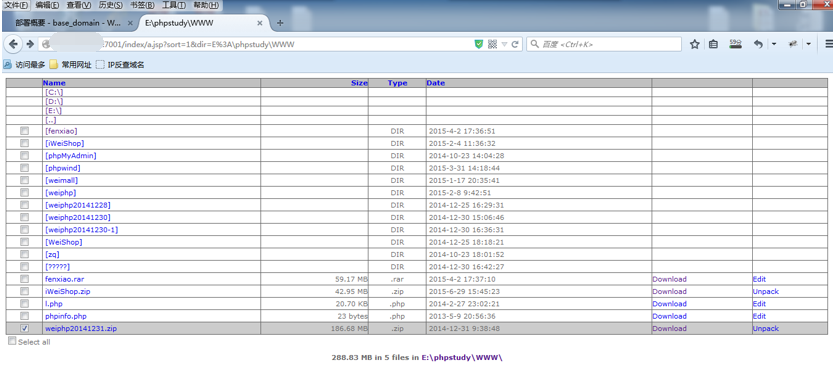 文件(F) 编辑(E) 查看(V) 历史(S) 书签(B) 工具(T) 帮助(H)
部署概要 - base_domain - W... × E:\phpstudy\WWW × +
:7001/index/a.jsp?sort=1&dir=E%3A\phpstudy\WWW 百度 <Ctrl+K>
访问最多 常用网址 IP反查域名
Name Size Type Date
[C:\]
[D:\]
[E:\]
[..]
[fenxiao] DIR 2015-4-2 17:36:51
[iWeiShop] DIR 2015-2-4 11:36:32
[phpMyAdmin] DIR 2014-10-23 14:04:28
[phpwind] DIR 2015-3-31 14:18:44
[weimall] DIR 2015-1-17 20:35:41
[weiphp] DIR 2015-2-8 9:42:51
[weiphp20141228] DIR 2014-12-25 16:29:31
[weiphp20141230] DIR 2014-12-30 15:06:46
[weiphp20141230-1] DIR 2014-12-30 16:36:31
[WeiShop] DIR 2014-12-25 18:18:21
[zq] DIR 2014-10-23 18:01:52
[?????] DIR 2014-12-30 16:42:27
fenxiao.rar 59.17 MB .rar 2015-4-2 17:37:10 Download Edit
iWeiShop.zip 42.95 MB .zip 2015-6-29 15:45:23 Download Unpack
l.php 20.70 KB .php 2014-2-27 23:02:21 Download Edit
phpinfo.php 23 bytes .php 2013-5-9 20:56:36 Download Edit
weiphp20141231.zip 186.68 MB .zip 2014-12-31 9:38:48 Download Unpack
Select all
288.83 MB in 5 files in E:\phpstudy\WWW\